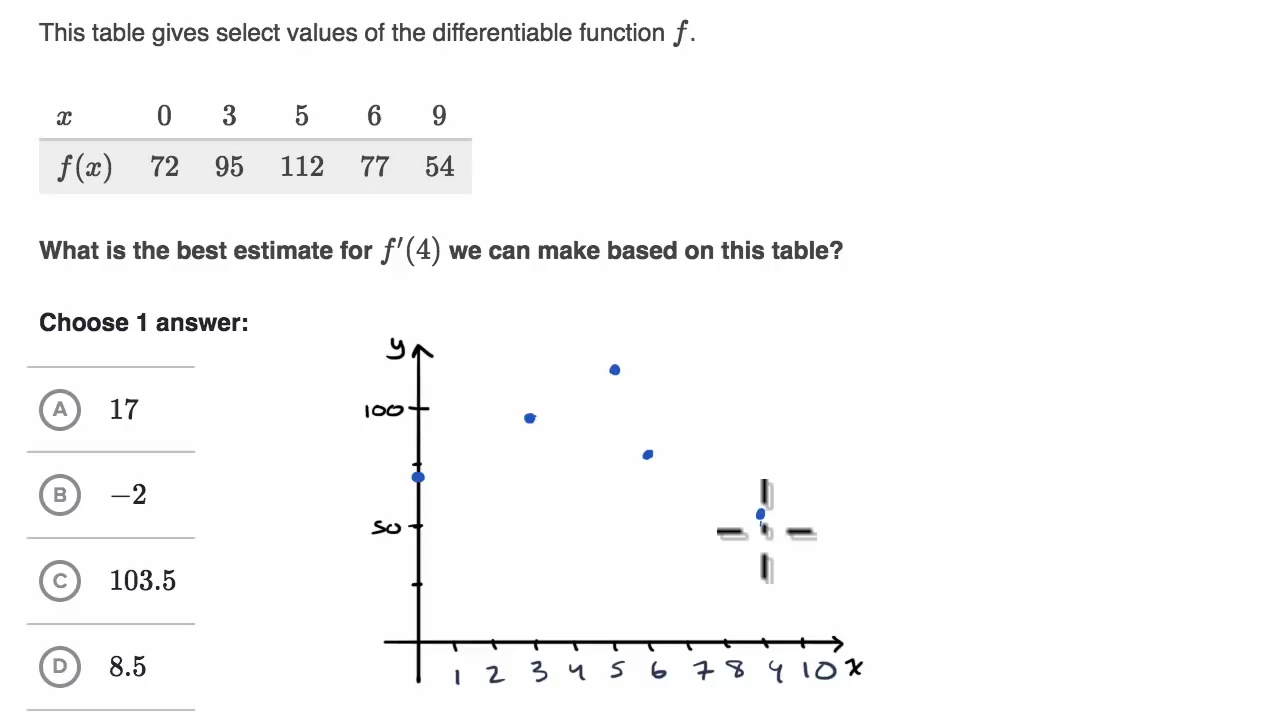 This table gives select values of the differentiable function f.
x 0 3 5 6 9
f(x) 72 95 112 77 54
What is the best estimate for f′(4) we can make based on this table?
Choose 1 answer:
A 17
B −2
C 103.5
D 8.5
y
100
50
1 2 3 4 5 6 7 8 9 10 x